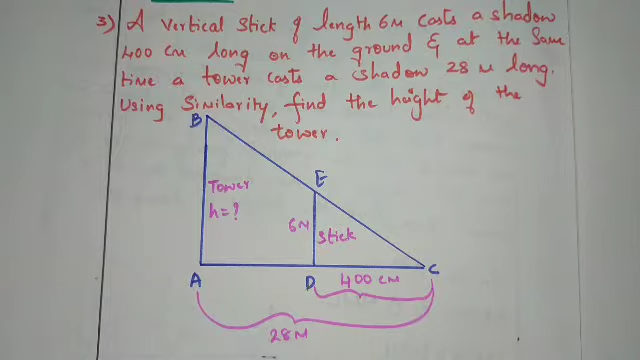 3) A Vertical Stick of length 6M casts a shadow
400 CM long on the ground & at the Same
time a tower casts a shadow 28 M long.
Using Similarity, find the height of the
tower.
B
E
Tower
h=?
6M
Stick
A
D
400 CM
C
28M